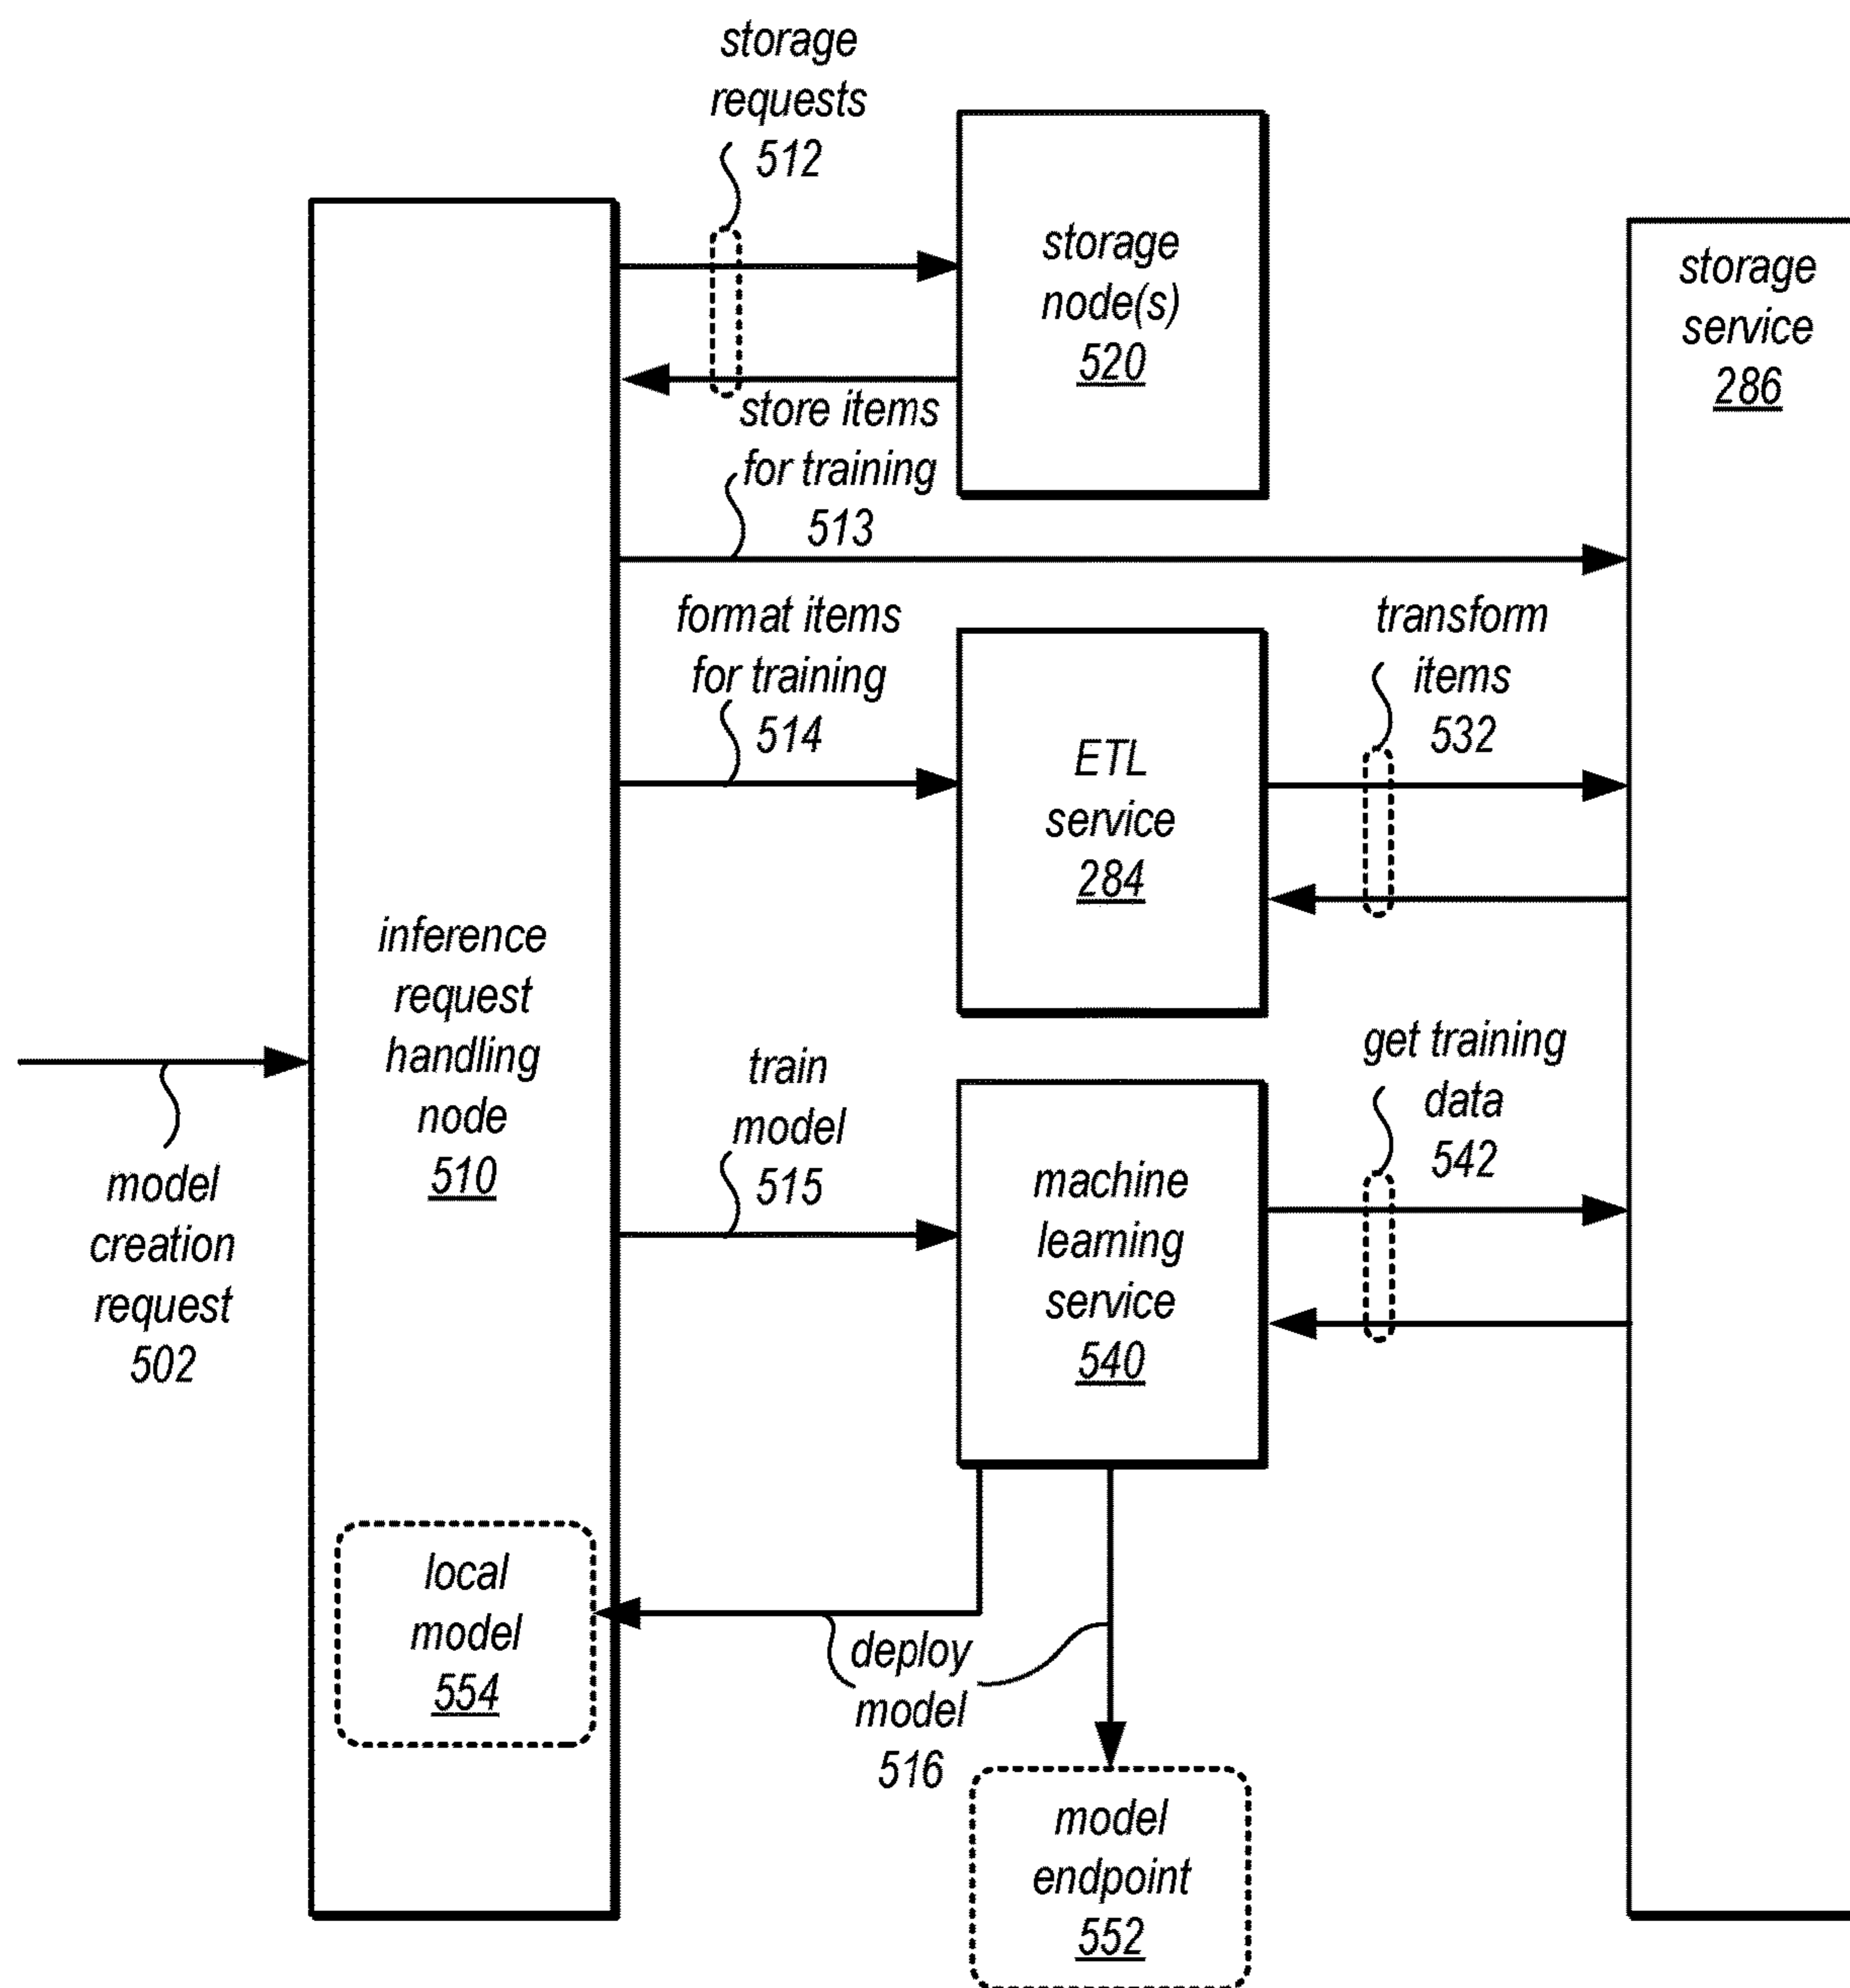 storage
requests
512
storage
node(s)
520
storage
service
286
store items
for training
513
format items
for training
514
transform
items
532
ETL
service
284
inference
request
handling
node
510
train
model
515
get training
data
542
machine
learning
service
540
model
creation
request
502
local
model
554
deploy
model
516
model
endpoint
552